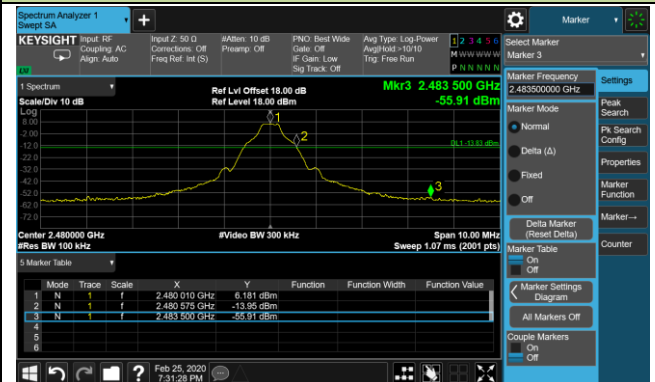 Spectrum Analyzer 1
Swept SA
Marker
KEYSIGHT
Input: RF
Coupling: AC
Align: Auto
Input Z: 50 Ω
Corrections: Off
Freq Ref: Int (S)
#Atten: 10 dB
Preamp: Off
PNO: Best Wide
Gate: Off
IF Gain: Low
Sig Track: Off
Avg Type: Log-Power
Avg|Hold:>10/10
Trig: Free Run
1 2 3 4 5 6
M W W W W W
P N N N N N
Select Marker
Marker 3
1 Spectrum
Scale/Div 10 dB
Ref Lvl Offset 18.00 dB
Ref Level 18.00 dBm
Mkr3 2.483 500 GHz
-55.91 dBm
Log
8.00
-2.00
-12.0
-22.0
-32.0
-42.0
-52.0
-62.0
-72.0
1
2
3
DL1 -13.83 dBm
Center 2.480000 GHz
#Res BW 100 kHz
#Video BW 300 kHz
Span 10.00 MHz
Sweep 1.07 ms (2001 pts)
5 Marker Table
Mode Trace Scale X Y Function Function Width Function Value
1 N 1 f 2.480 010 GHz 6.181 dBm
2 N 1 f 2.480 575 GHz -13.95 dBm
3 N 1 f 2.483 500 GHz -55.91 dBm
4
5
6
Marker Frequency
2.483500000 GHz
Marker Mode
Normal
Delta (Δ)
Fixed
Off
Delta Marker
(Reset Delta)
Marker Table
On
Off
Marker Settings
Diagram
All Markers Off
Couple Markers
On
Off
Settings
Peak
Search
Pk Search
Config
Properties
Marker
Function
Marker→
Counter
Feb 25, 2020
7:31:28 PM